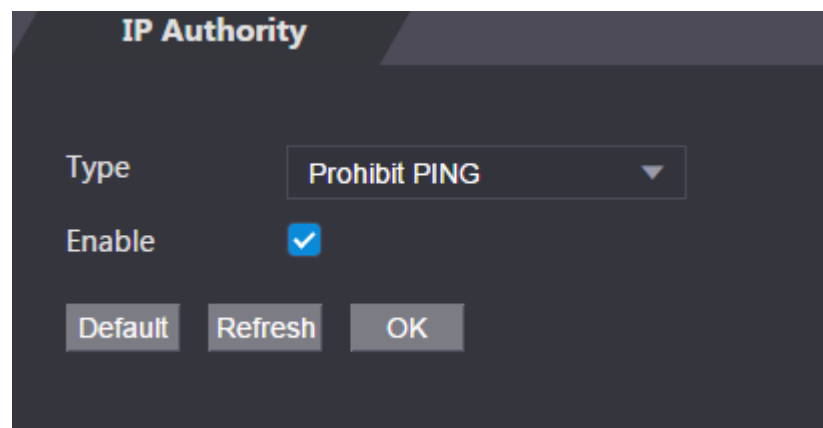 IP Authority
Type Prohibit PING
Enable
Default Refresh OK